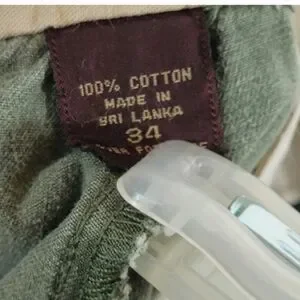 100% COTTON
MADE IN
SRI LANKA
34